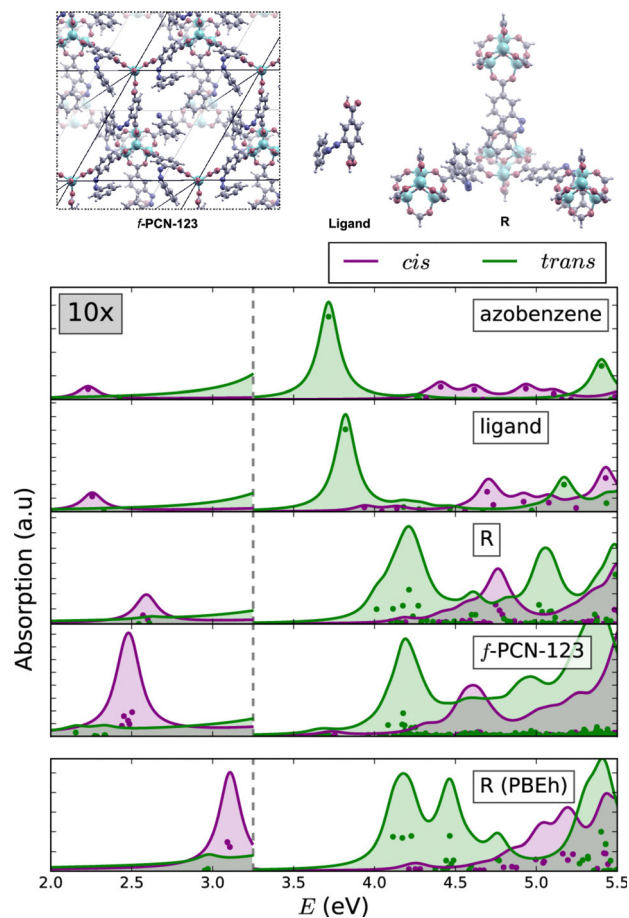 f-PCN-123
Ligand
R
cis trans
10x
azobenzene
ligand
R
f-PCN-123
R (PBEh)
Absorption (a.u)
2.0 2.5 3.0 3.5 4.0 4.5 5.0 5.5
E (eV)